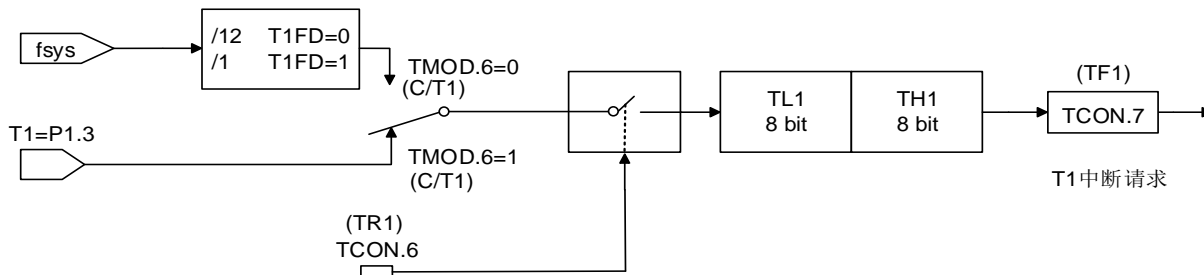 fsys
/12 T1FD=0
/1 T1FD=1
TMOD.6=0
(C/T1)
T1=P1.3
TMOD.6=1
(C/T1)
(TR1)
TCON.6
TL1
8 bit
TH1
8 bit
(TF1)
TCON.7
T1中断请求